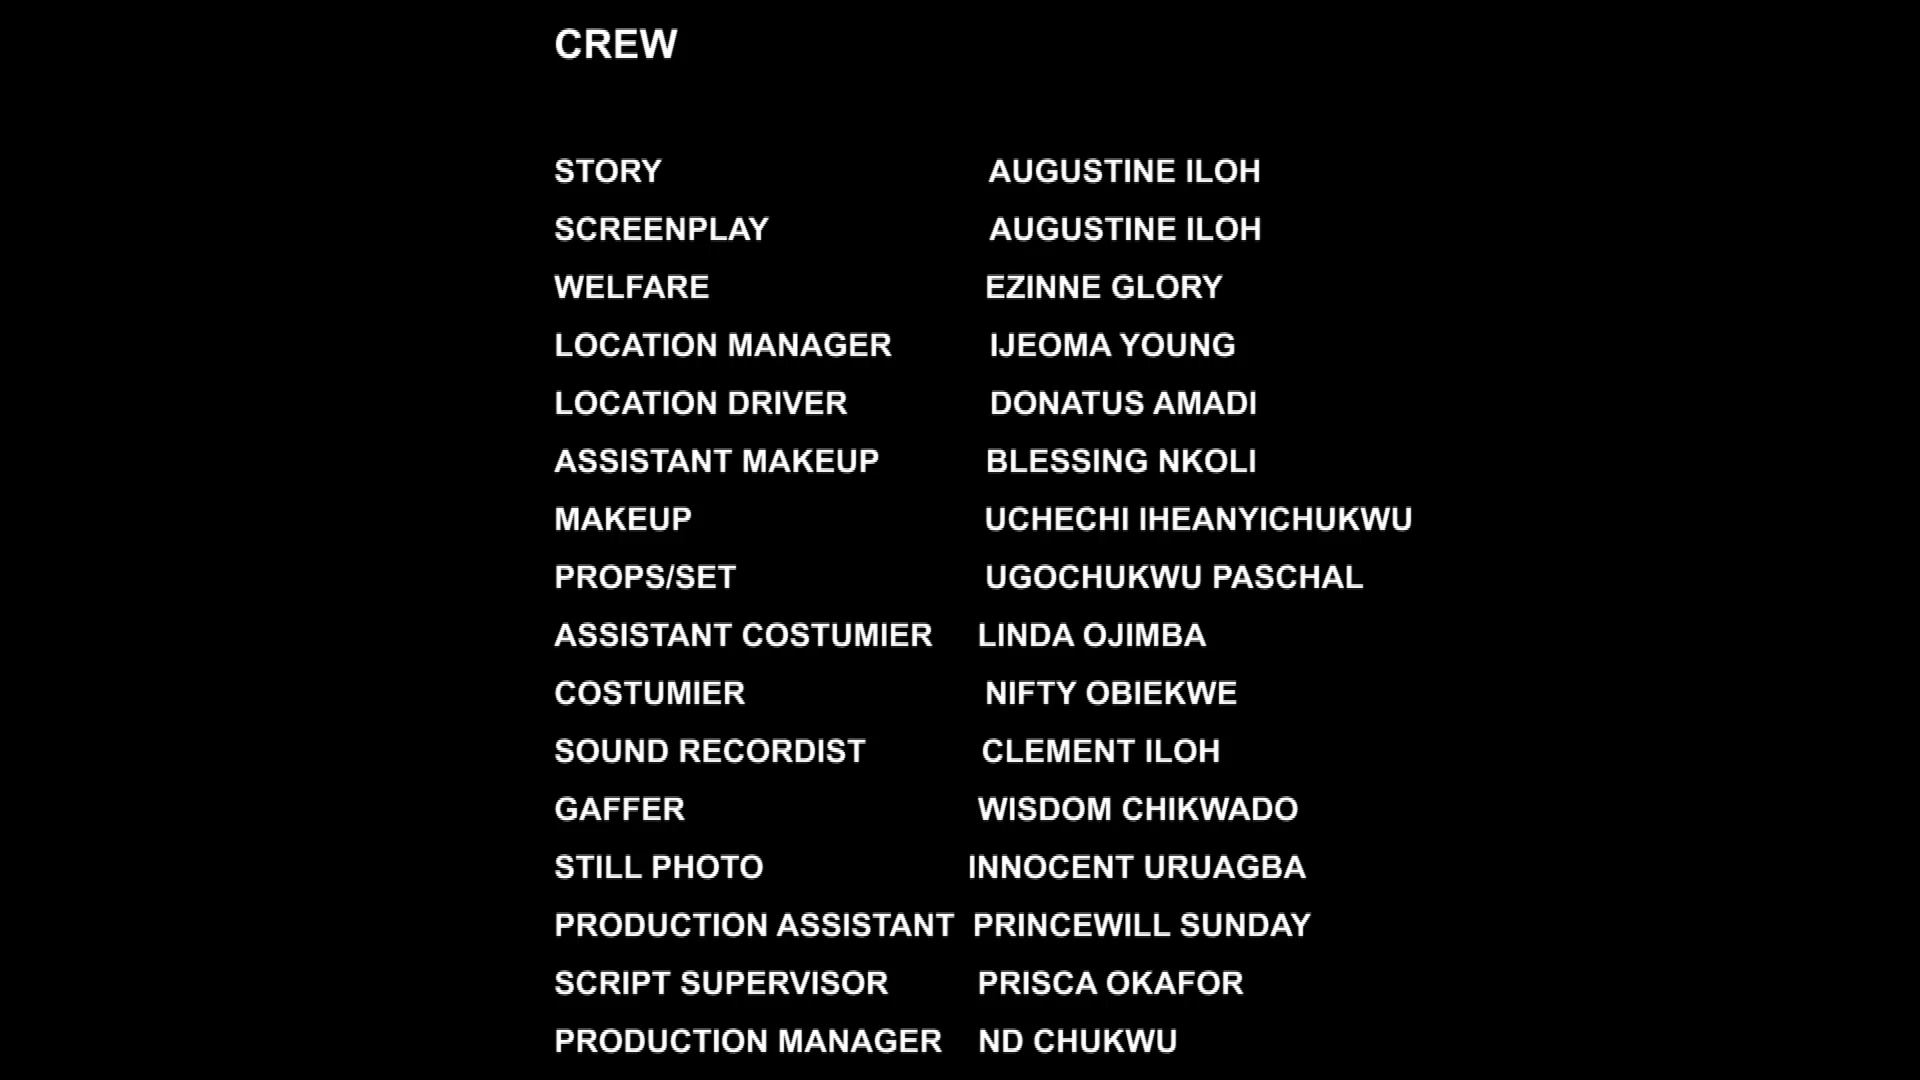 CREW
STORY AUGUSTINE ILOH
SCREENPLAY AUGUSTINE ILOH
WELFARE EZINNE GLORY
LOCATION MANAGER IJEOMA YOUNG
LOCATION DRIVER DONATUS AMADI
ASSISTANT MAKEUP BLESSING NKOLI
MAKEUP UCHECHI IHEANYICHUKWU
PROPS/SET UGOCHUKWU PASCHAL
ASSISTANT COSTUMIER LINDA OJIMBA
COSTUMIER NIFTY OBIEKWE
SOUND RECORDIST CLEMENT ILOH
GAFFER WISDOM CHIKWADO
STILL PHOTO INNOCENT URUAGBA
PRODUCTION ASSISTANT PRINCEWILL SUNDAY
SCRIPT SUPERVISOR PRISCA OKAFOR
PRODUCTION MANAGER ND CHUKWU